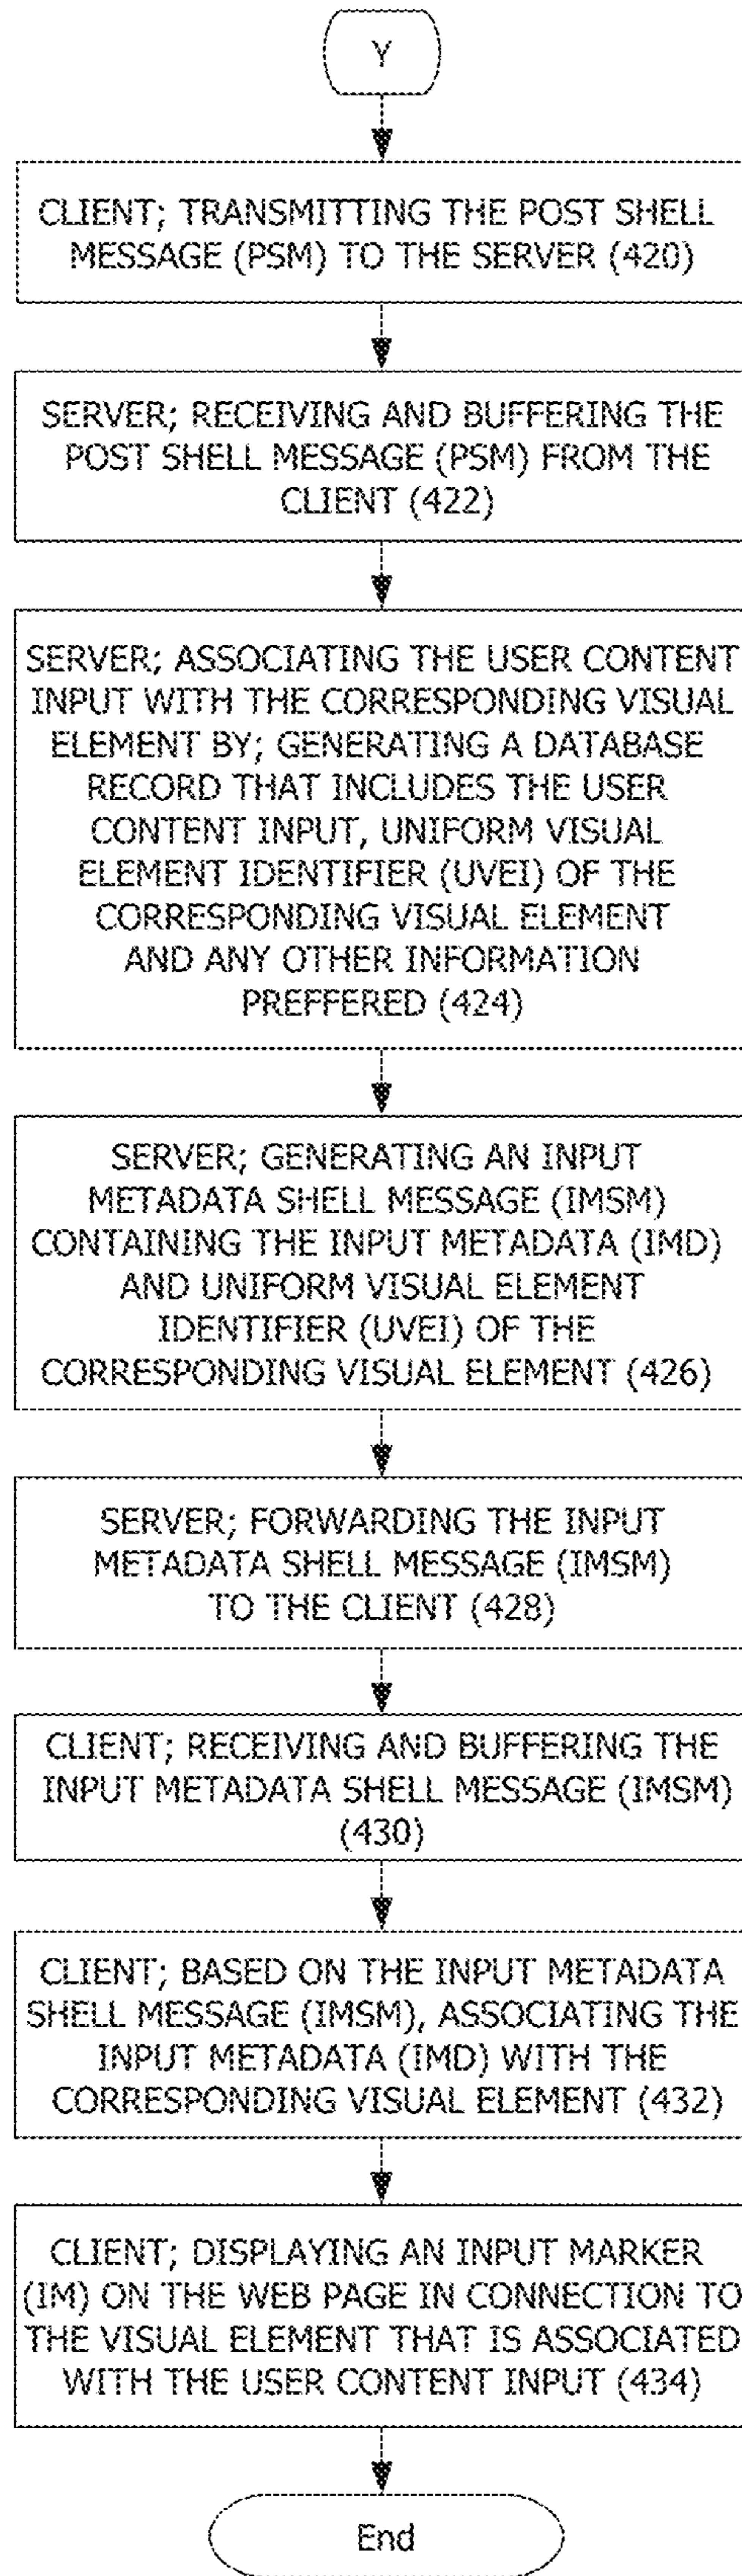 Y
CLIENT; TRANSMITTING THE POST SHELL
MESSAGE (PSM) TO THE SERVER (420)
SERVER; RECEIVING AND BUFFERING THE
POST SHELL MESSAGE (PSM) FROM THE
CLIENT (422)
SERVER; ASSOCIATING THE USER CONTENT
INPUT WITH THE CORRESPONDING VISUAL
ELEMENT BY; GENERATING A DATABASE
RECORD THAT INCLUDES THE USER
CONTENT INPUT, UNIFORM VISUAL
ELEMENT IDENTIFIER (UVEI) OF THE
CORRESPONDING VISUAL ELEMENT
AND ANY OTHER INFORMATION
PREFFERED (424)
SERVER; GENERATING AN INPUT
METADATA SHELL MESSAGE (IMSM)
CONTAINING THE INPUT METADATA (IMD)
AND UNIFORM VISUAL ELEMENT
IDENTIFIER (UVEI) OF THE
CORRESPONDING VISUAL ELEMENT (426)
SERVER; FORWARDING THE INPUT
METADATA SHELL MESSAGE (IMSM)
TO THE CLIENT (428)
CLIENT; RECEIVING AND BUFFERING THE
INPUT METADATA SHELL MESSAGE (IMSM)
(430)
CLIENT; BASED ON THE INPUT METADATA
SHELL MESSAGE (IMSM), ASSOCIATING THE
INPUT METADATA (IMD) WITH THE
CORRESPONDING VISUAL ELEMENT (432)
CLIENT; DISPLAYING AN INPUT MARKER
(IM) ON THE WEB PAGE IN CONNECTION TO
THE VISUAL ELEMENT THAT IS ASSOCIATED
WITH THE USER CONTENT INPUT (434)
End